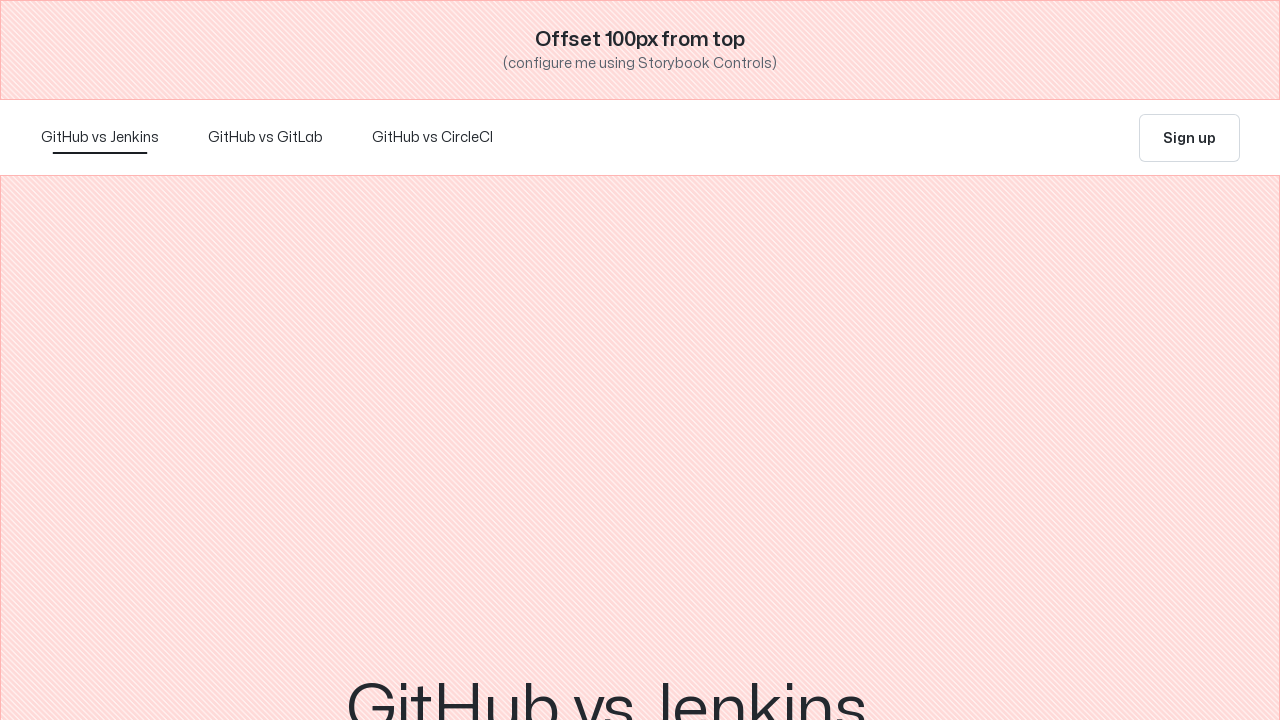 Offset 100px from top
(configure me using Storybook Controls)
GitHub vs Jenkins
GitHub vs GitLab
GitHub vs CircleCI
Sign up
GitHub vs Jenkins